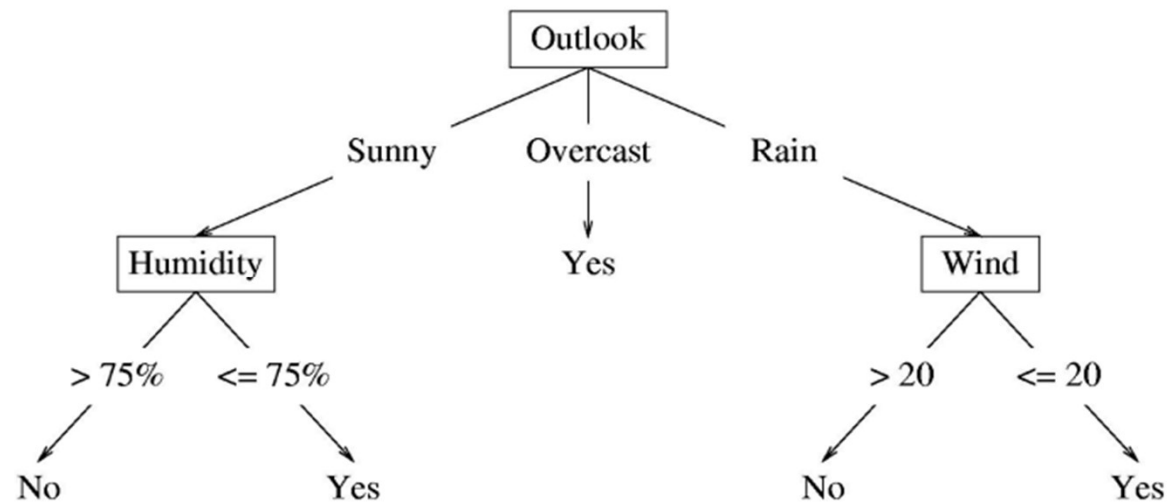 Outlook
Sunny Overcast Rain
Humidity Yes Wind
> 75% <= 75% > 20 <= 20
No Yes No Yes